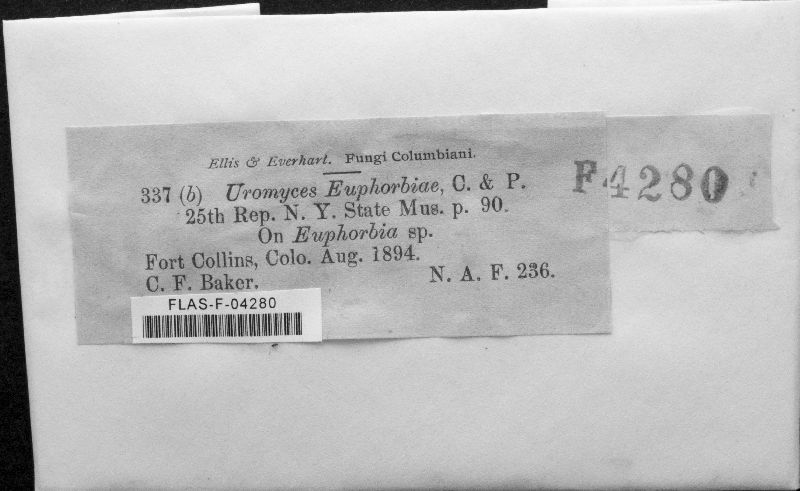 Ellis & Everhart. Fungi Columbiani.
337 (b) Uromyces Euphorbiae, C. & P.
25th Rep. N. Y. State Mus. p. 90.
On Euphorbia sp.
Fort Collins, Colo. Aug. 1894.
C. F. Baker.
N. A. F. 236.
F 4280
FLAS-F-04280